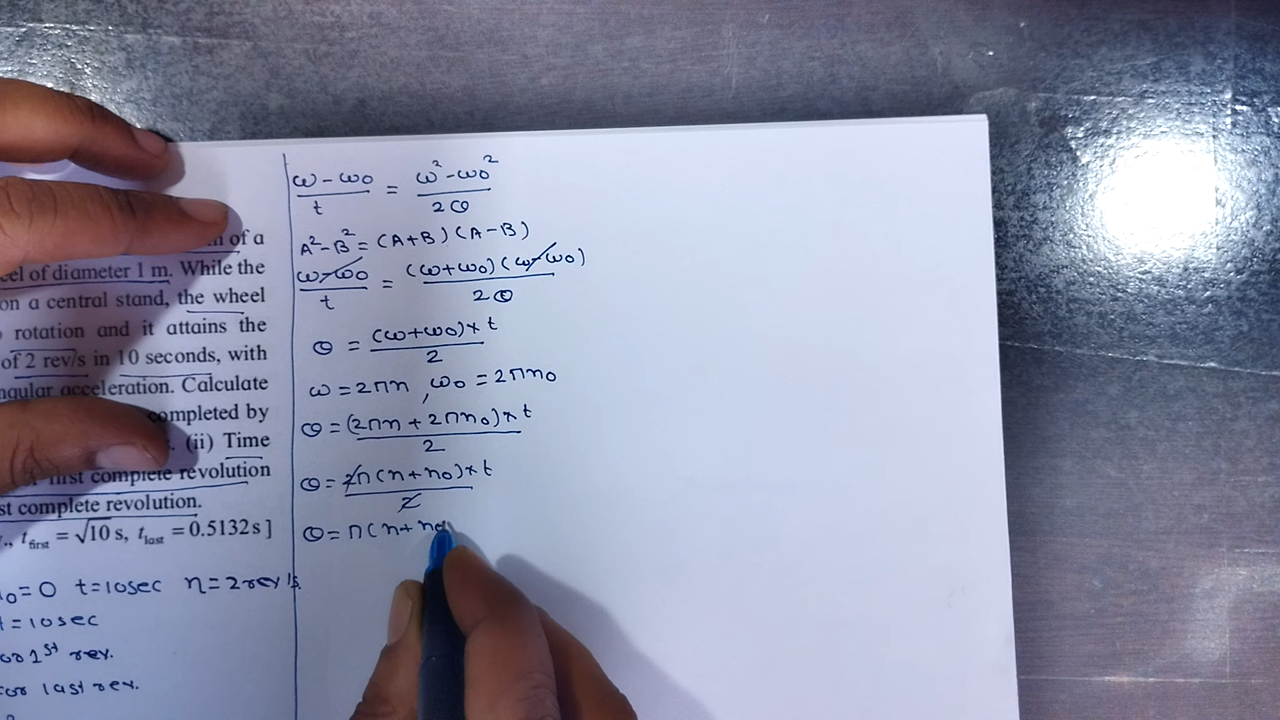 of a
el of diameter 1 m. While the
on a central stand, the wheel
rotation and it attains the
of 2 rev/s in 10 seconds, with
ngular acceleration. Calculate
completed by
(ii) Time
first complete revolution
st complete revolution.
t_first = √10 s, t_last = 0.5132 s ]
0 = 0 t = 10sec n = 2rev/s.
t = 10sec
or 1st rev.
For last rev.
(ω - ω0)/t = (ω² - ω0²)/2θ
A² - B² = (A+B) (A-B)
(ω - ω0)/t = (ω+ω0) (ω-ω0)/2θ
θ = (ω+ω0) × t/2
ω = 2πn , ω0 = 2πn0
θ = (2πn + 2πn0) × t/2
θ = 2π(n+n0) × t/2
θ = π(n+n0